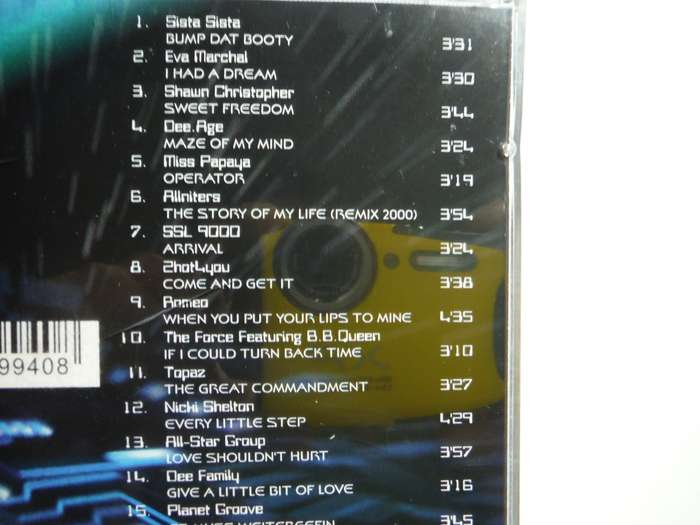 1. Sista Sista
BUMP DAT BOOTY 3'31
2. Eva Marchal
I HAD A DREAM 3'30
3. Shawn Christopher
SWEET FREEDOM 3'44
4. Dee.Age
MAZE OF MY MIND 3'24
5. Miss Papaya
OPERATOR 3'19
6. Allniters
THE STORY OF MY LIFE (REMIX 2000) 3'54
7. SSL 9000
ARRIVAL 3'24
8. 2hot4you
COME AND GET IT 3'38
9. Romeo
WHEN YOU PUT YOUR LIPS TO MINE 4'35
10. The Force Featuring B.B.Queen
IF I COULD TURN BACK TIME 3'10
11. Topaz
THE GREAT COMMANDMENT 3'27
12. Nicki Shelton
EVERY LITTLE STEP 4'29
13. All-Star Group
LOVE SHOULDN'T HURT 3'57
14. Dee Family
GIVE A LITTLE BIT OF LOVE 3'16
15. Planet Groove
3'45
99408